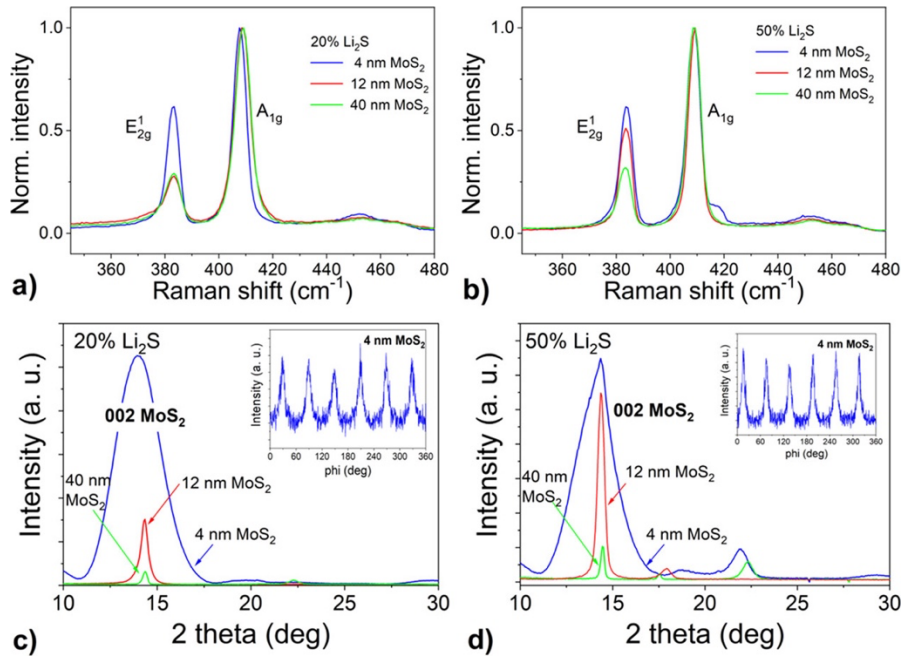 1.0
0.5
0.0
Norm. intensity
20% Li₂S
4 nm MoS₂
12 nm MoS₂
40 nm MoS₂
E¹₂g
A₁g
360 380 400 420 440 460 480
Raman shift (cm⁻¹)
a)
1.0
0.5
0.0
Norm. intensity
50% Li₂S
4 nm MoS₂
12 nm MoS₂
40 nm MoS₂
E¹₂g
A₁g
360 380 400 420 440 460 480
Raman shift (cm⁻¹)
b)
20% Li₂S
Intensity (a. u.)
002 MoS₂
40 nm
MoS₂
12 nm MoS₂
4 nm MoS₂
4 nm MoS₂
Intensity (a. u.)
0 60 120 180 240 300 360
phi (deg)
10 15 20 25 30
2 theta (deg)
c)
50% Li₂S
Intensity (a. u.)
002 MoS₂
40 nm
MoS₂
12 nm MoS₂
4 nm MoS₂
4 nm MoS₂
Intensity (a. u.)
0 60 120 180 240 300 360
phi (deg)
10 15 20 25 30
2 theta (deg)
d)